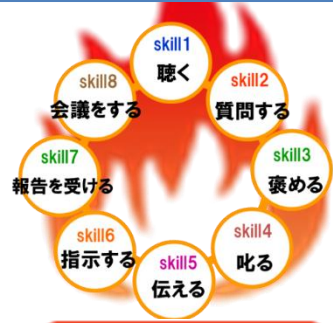 skill1
聴く
skill2
質問する
skill3
褒める
skill4
叱る
skill5
伝える
skill6
指示する
skill7
報告を受ける
skill8
会議をする